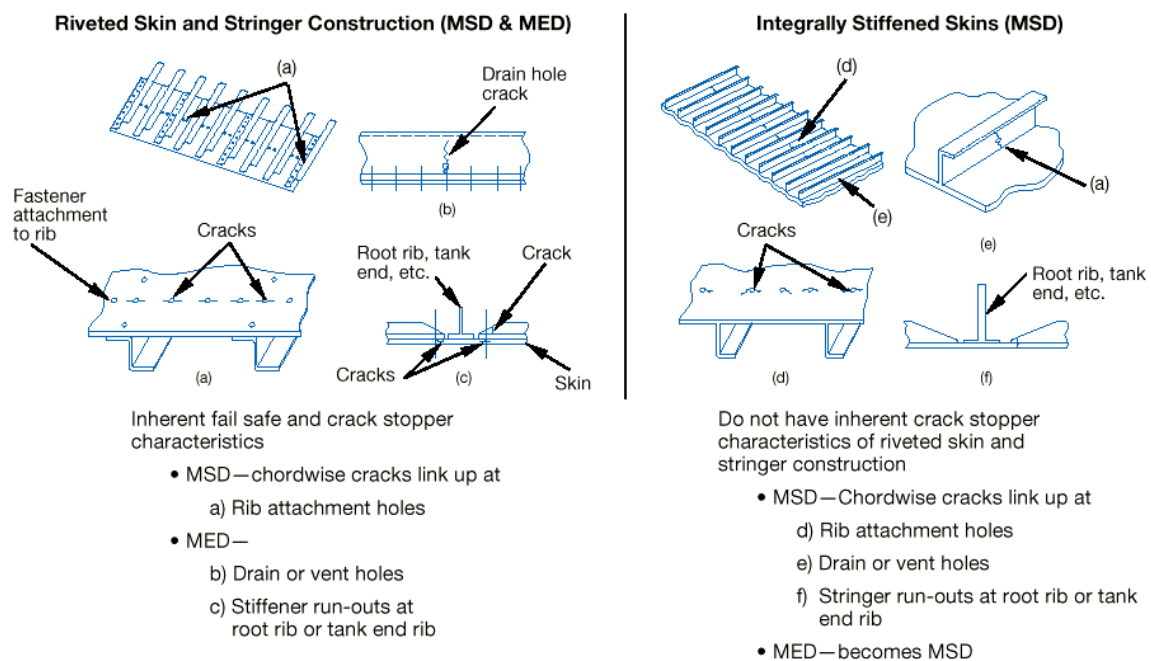 Riveted Skin and Stringer Construction (MSD & MED)
(a)
Drain hole
crack
(b)
Fastener
attachment
to rib
Cracks
(a)
Root rib, tank
end, etc.
Crack
Cracks
(c)
Skin
Inherent fail safe and crack stopper
characteristics
• MSD—chordwise cracks link up at
a) Rib attachment holes
• MED—
b) Drain or vent holes
c) Stiffener run-outs at
root rib or tank end rib
Integrally Stiffened Skins (MSD)
(d)
(e)
(a)
(e)
Cracks
(d)
Root rib, tank
end, etc.
(f)
Do not have inherent crack stopper
characteristics of riveted skin and
stringer construction
• MSD—Chordwise cracks link up at
d) Rib attachment holes
e) Drain or vent holes
f) Stringer run-outs at root rib or tank
end rib
• MED—becomes MSD